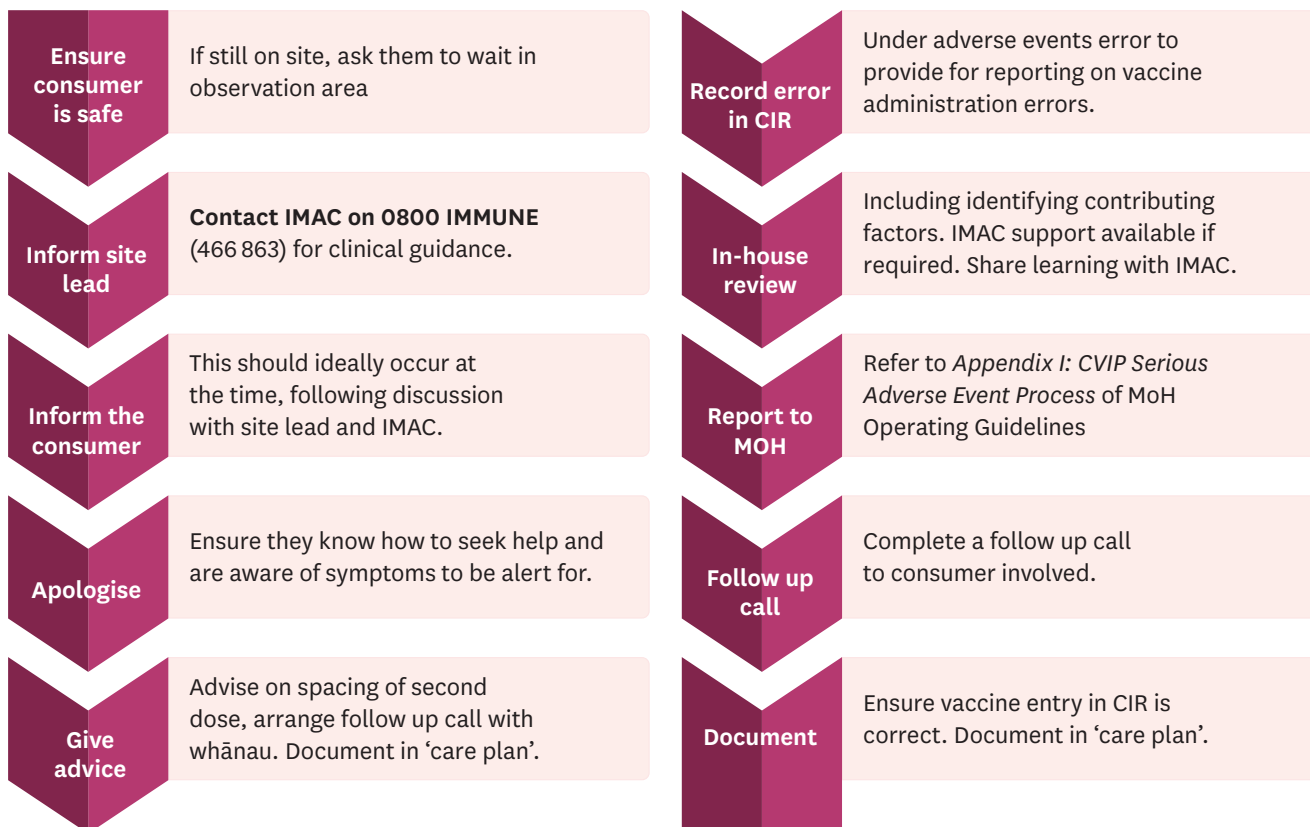 Ensure
consumer
is safe
If still on site, ask them to wait in
observation area
Inform site
lead
Contact IMAC on 0800 IMMUNE
(466 863) for clinical guidance.
Inform the
consumer
This should ideally occur at
the time, following discussion
with site lead and IMAC.
Apologise
Ensure they know how to seek help and
are aware of symptoms to be alert for.
Give
advice
Advise on spacing of second
dose, arrange follow up call with
whānau. Document in ‘care plan’.
Record error
in CIR
Under adverse events error to
provide for reporting on vaccine
administration errors.
In-house
review
Including identifying contributing
factors. IMAC support available if
required. Share learning with IMAC.
Report to
MOH
Refer to Appendix I: CVIP Serious
Adverse Event Process of MoH
Operating Guidelines
Follow up
call
Complete a follow up call
to consumer involved.
Document
Ensure vaccine entry in CIR is
correct. Document in ‘care plan’.